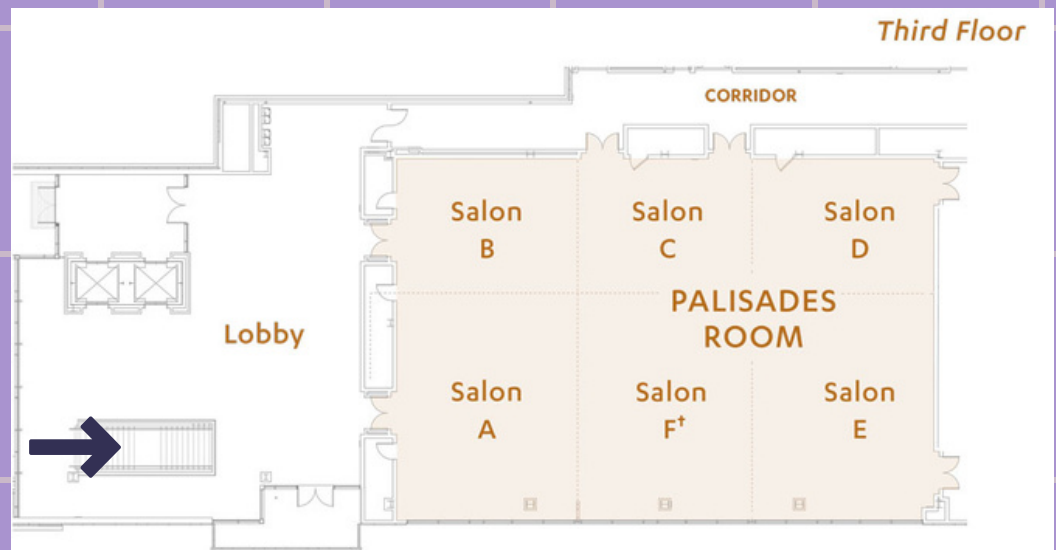 Third Floor
CORRIDOR
Salon
B
Salon
C
Salon
D
PALISADES
ROOM
Lobby
Salon
A
Salon
F†
Salon
E